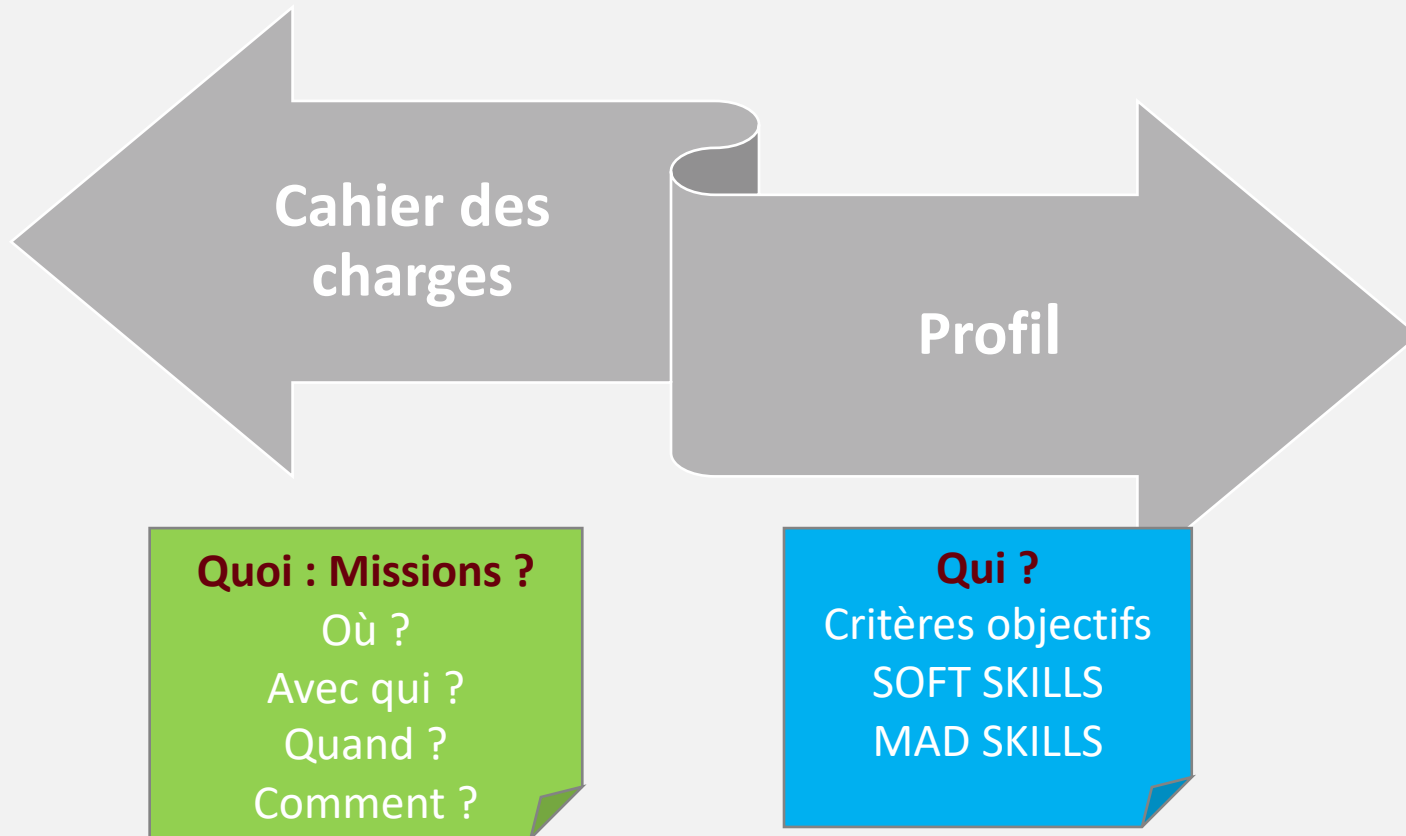 Cahier des
charges
Profil
Quoi : Missions ?
Où ?
Avec qui ?
Quand ?
Comment ?
Qui ?
Critères objectifs
SOFT SKILLS
MAD SKILLS